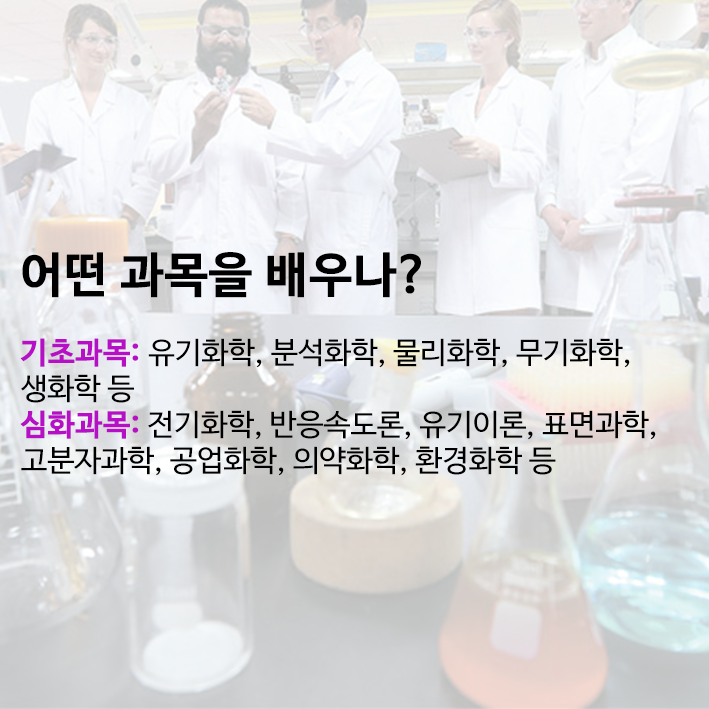 어떤 과목을 배우나?
기초과목: 유기화학, 분석화학, 물리화학, 무기화학,
생화학 등
심화과목: 전기화학, 반응속도론, 유기이론, 표면과학,
고분자과학, 공업화학, 의약화학, 환경화학 등